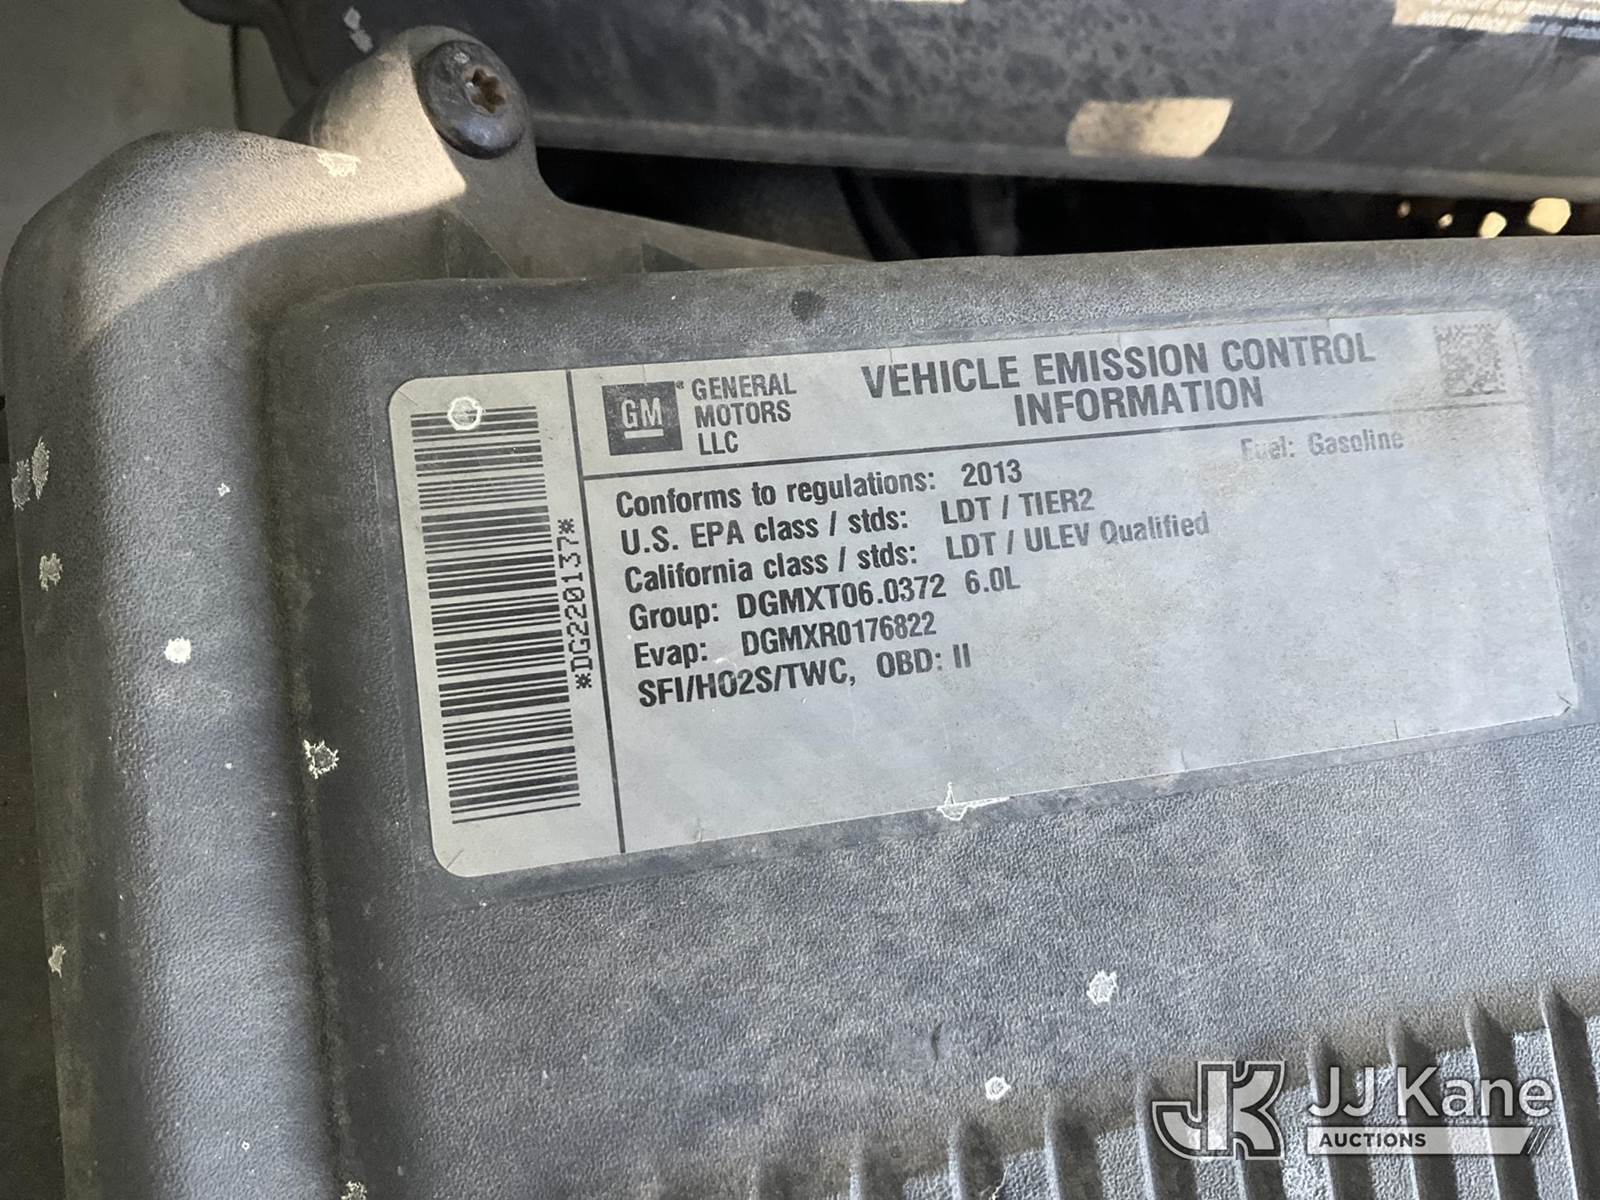 GM
GENERAL
MOTORS
LLC
VEHICLE EMISSION CONTROL
INFORMATION
Fuel: Gasoline
Conforms to regulations: 2013
U.S. EPA class / stds: LDT / TIER2
California class / stds: LDT / ULEV Qualified
Group: DGMXT06.0372 6.0L
Evap: DGMXR0176822
SFI/HO2S/TWC, OBD: II
*DG220137*
JK JJ Kane
AUCTIONS